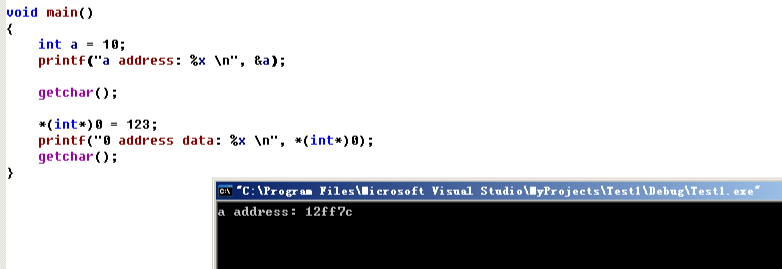 void main()
{
int a = 10;
printf("a address: %x \n", &a);
getchar();
*(int*)0 = 123;
printf("0 address data: %x \n", *(int*)0);
getchar();
}
"C:\Program Files\Microsoft Visual Studio\MyProjects\Test1\Debug\Test1.exe"
a address: 12ff7c